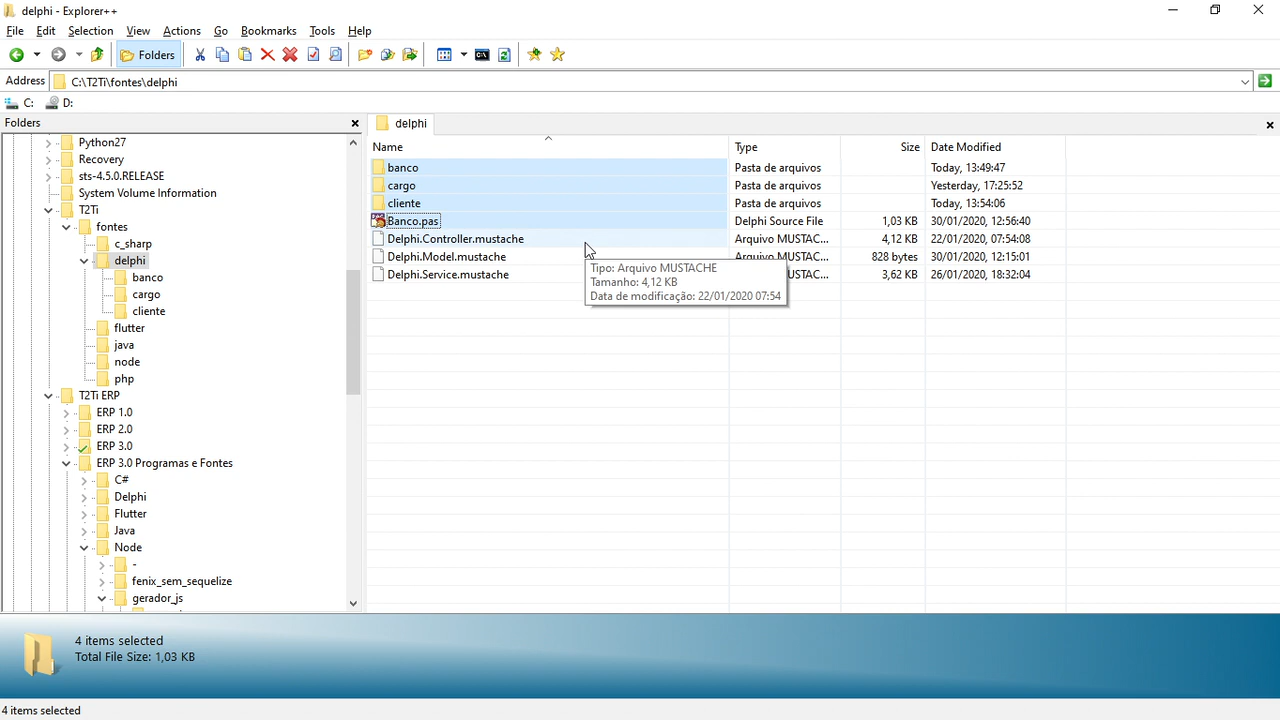 delphi - Explorer++
File Edit Selection View Actions Go Bookmarks Tools Help
Folders
Address C:\T2Ti\fontes\delphi
C: D:
Folders
delphi
Python27
Recovery
sts-4.5.0.RELEASE
System Volume Information
T2Ti
fontes
c_sharp
delphi
banco
cargo
cliente
flutter
java
node
php
T2Ti ERP
ERP 1.0
ERP 2.0
ERP 3.0
ERP 3.0 Programas e Fontes
C#
Delphi
Flutter
Java
Node
-
fenix_sem_sequelize
gerador_js
Name Type Size Date Modified
banco Pasta de arquivos Today, 13:49:47
cargo Pasta de arquivos Yesterday, 17:25:52
cliente Pasta de arquivos Today, 13:54:06
Banco.pas Delphi Source File 1,03 KB 30/01/2020, 12:56:40
Delphi.Controller.mustache Arquivo MUSTAC... 4,12 KB 22/01/2020, 07:54:08
Delphi.Model.mustache Arquivo MUSTAC... 828 bytes 30/01/2020, 12:15:01
Delphi.Service.mustache MUSTAC... 3,62 KB 26/01/2020, 18:32:04
Tipo: Arquivo MUSTACHE
Tamanho: 4,12 KB
Data de modificação: 22/01/2020 07:54
4 items selected
Total File Size: 1,03 KB
4 items selected